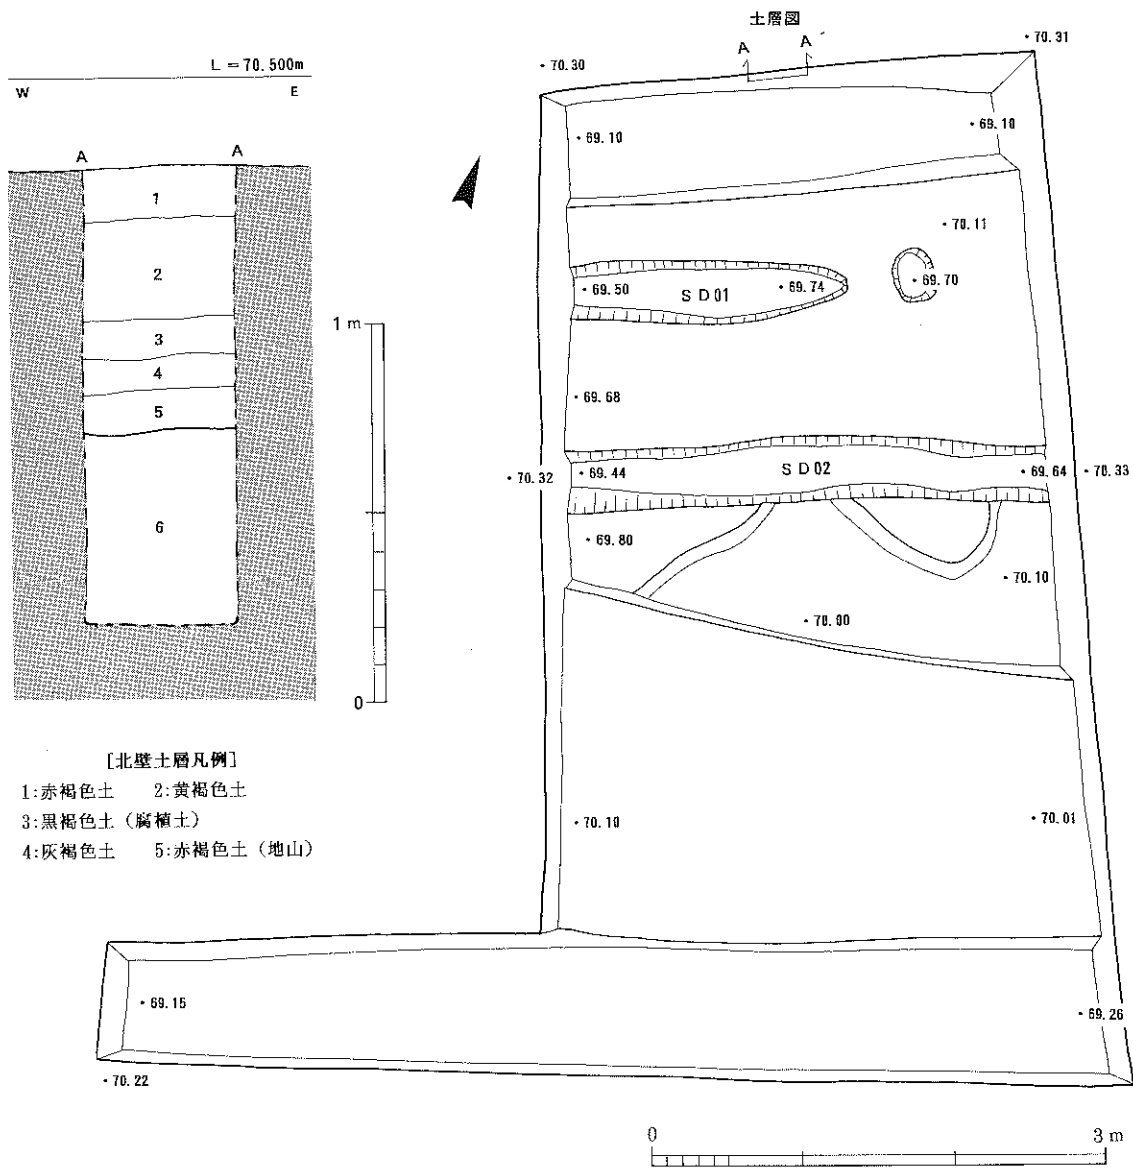 土層図
A A
・70.30
・70.31
L=70.500m
W E
A A
1
2
3
4
5
6
1m
0
・69.10
・69.10
・70.11
・69.50
SD01
・69.74
・69.70
・69.68
・70.32
・69.44
SD02
・69.64
・70.33
・69.80
・70.10
・70.00
・70.10
・70.01
・69.15
・69.26
・70.22
[北壁土層凡例]
1:赤褐色土 2:黄褐色土
3:黒褐色土（腐植土）
4:灰褐色土 5:赤褐色土（地山）
0 3m